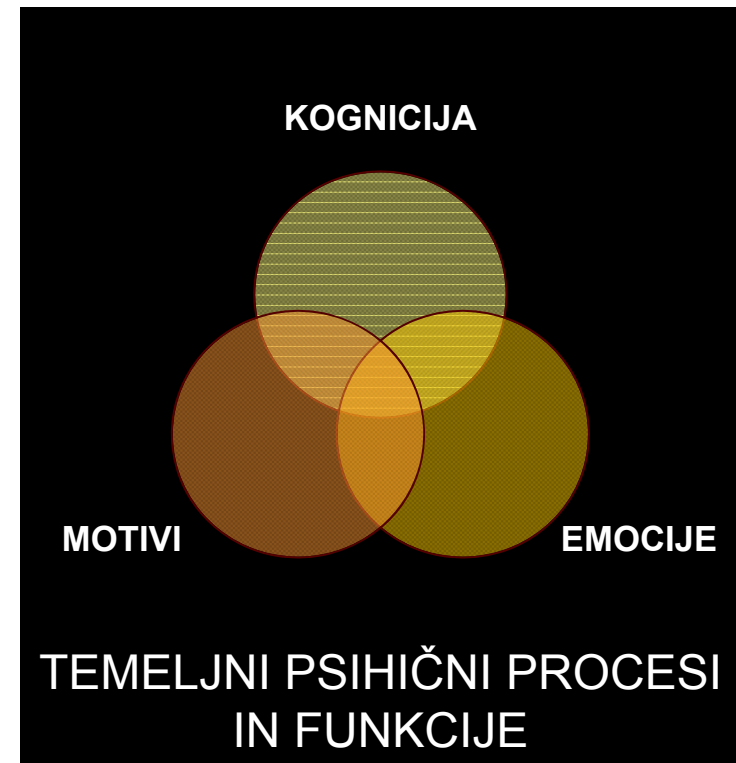 KOGNICIJA
MOTIVI
EMOCIJE
TEMELJNI PSIHIČNI PROCESI
IN FUNKCIJE